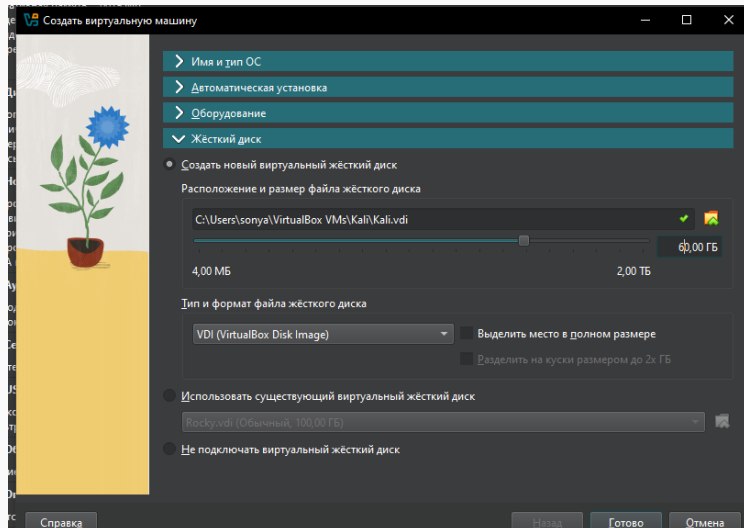 Создать виртуальную машину
Имя и тип ОС
Автоматическая установка
Оборудование
Жёсткий диск
Создать новый виртуальный жёсткий диск
Расположение и размер файла жёсткого диска
C:\Users\sonya\VirtualBox VMs\Kali\Kali.vdi
60,00 ГБ
4,00 МБ
2,00 ТБ
Тип и формат файла жёсткого диска
VDI (VirtualBox Disk Image)
Выделить место в полном размере
Разделить на куски размером до 2х ГБ
Использовать существующий виртуальный жёсткий диск
Rocky.vdi (Обычный, 100,00 ГБ)
Не подключать виртуальный жёсткий диск
Справка
Назад
Готово
Отмена